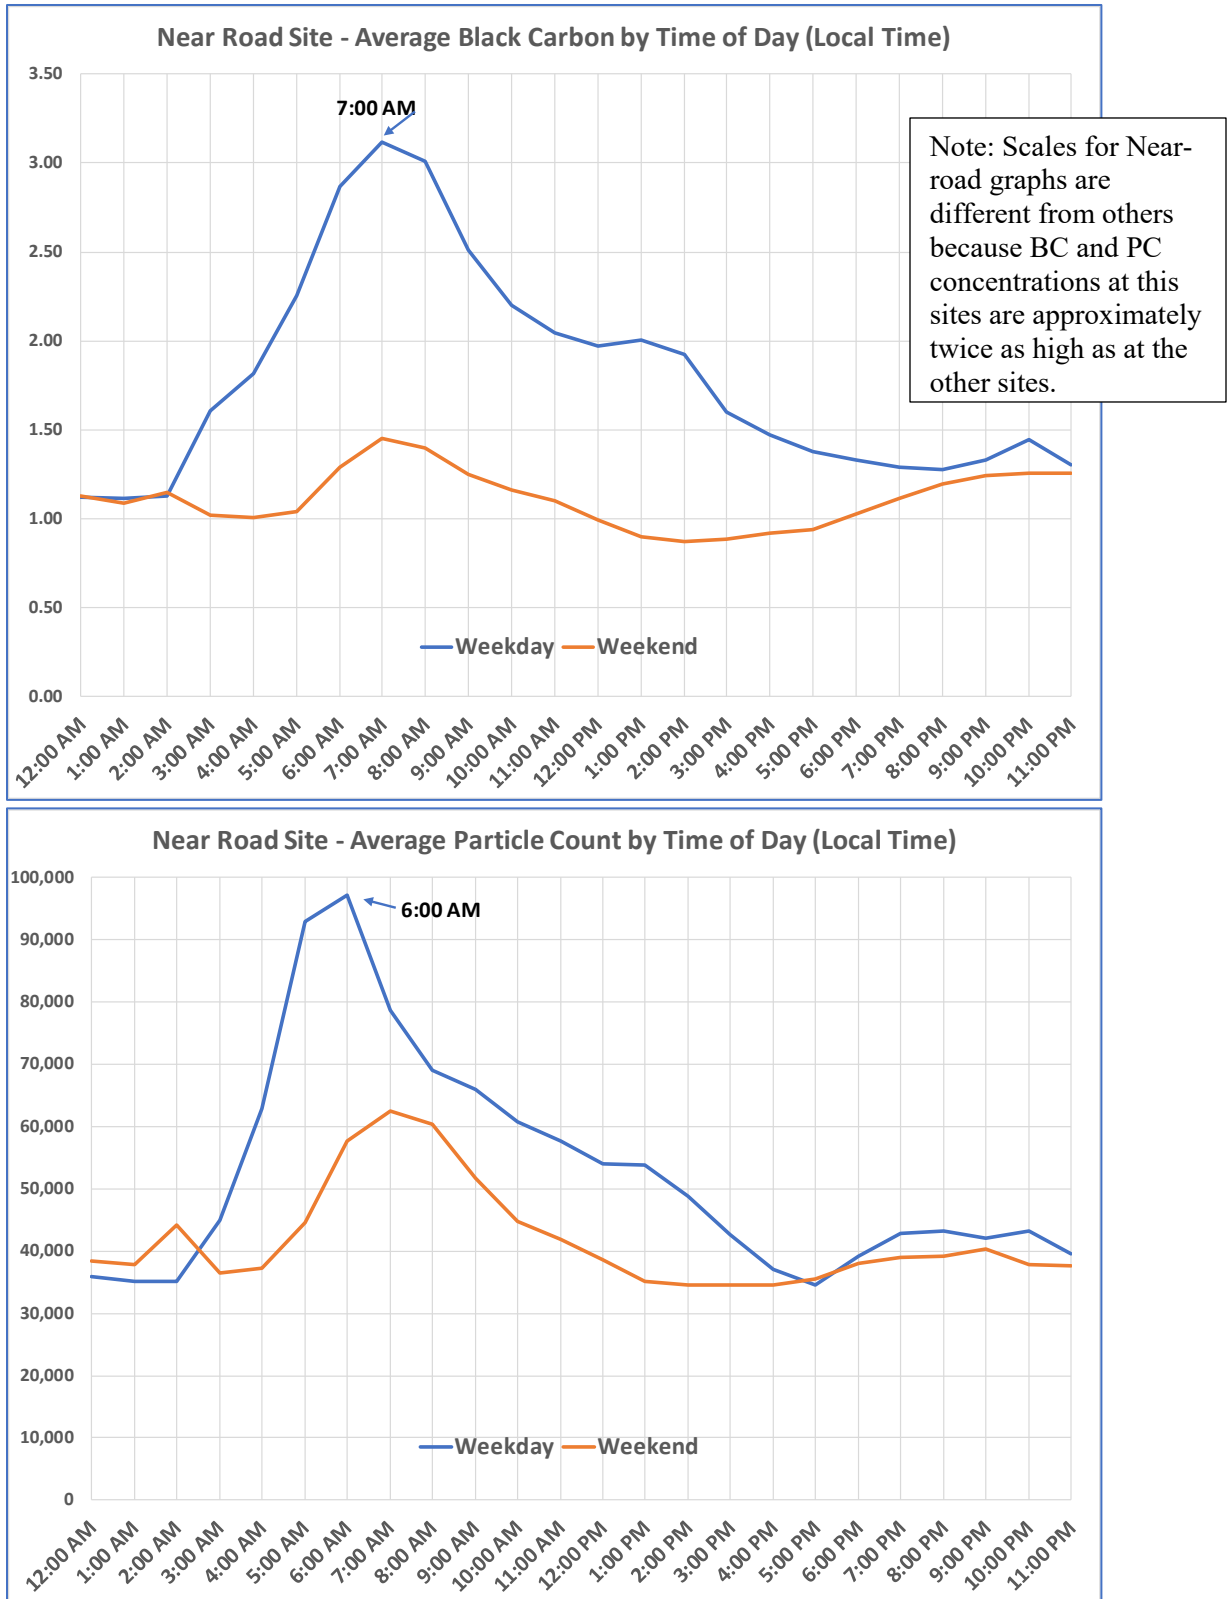 Near Road Site - Average Black Carbon by Time of Day (Local Time)
3.50
3.00
2.50
2.00
1.50
1.00
0.50
0.00
7:00 AM
Note: Scales for Near-
road graphs are
different from others
because BC and PC
concentrations at this
sites are approximately
twice as high as at the
other sites.
Weekday
Weekend
12:00 AM
1:00 AM
2:00 AM
3:00 AM
4:00 AM
5:00 AM
6:00 AM
7:00 AM
8:00 AM
9:00 AM
10:00 AM
11:00 AM
12:00 PM
1:00 PM
2:00 PM
3:00 PM
4:00 PM
5:00 PM
6:00 PM
7:00 PM
8:00 PM
9:00 PM
10:00 PM
11:00 PM
Near Road Site - Average Particle Count by Time of Day (Local Time)
100,000
90,000
80,000
70,000
60,000
50,000
40,000
30,000
20,000
10,000
0
6:00 AM
Weekday
Weekend
12:00 AM
1:00 AM
2:00 AM
3:00 AM
4:00 AM
5:00 AM
6:00 AM
7:00 AM
8:00 AM
9:00 AM
10:00 AM
11:00 AM
12:00 PM
1:00 PM
2:00 PM
3:00 PM
4:00 PM
5:00 PM
6:00 PM
7:00 PM
8:00 PM
9:00 PM
10:00 PM
11:00 PM